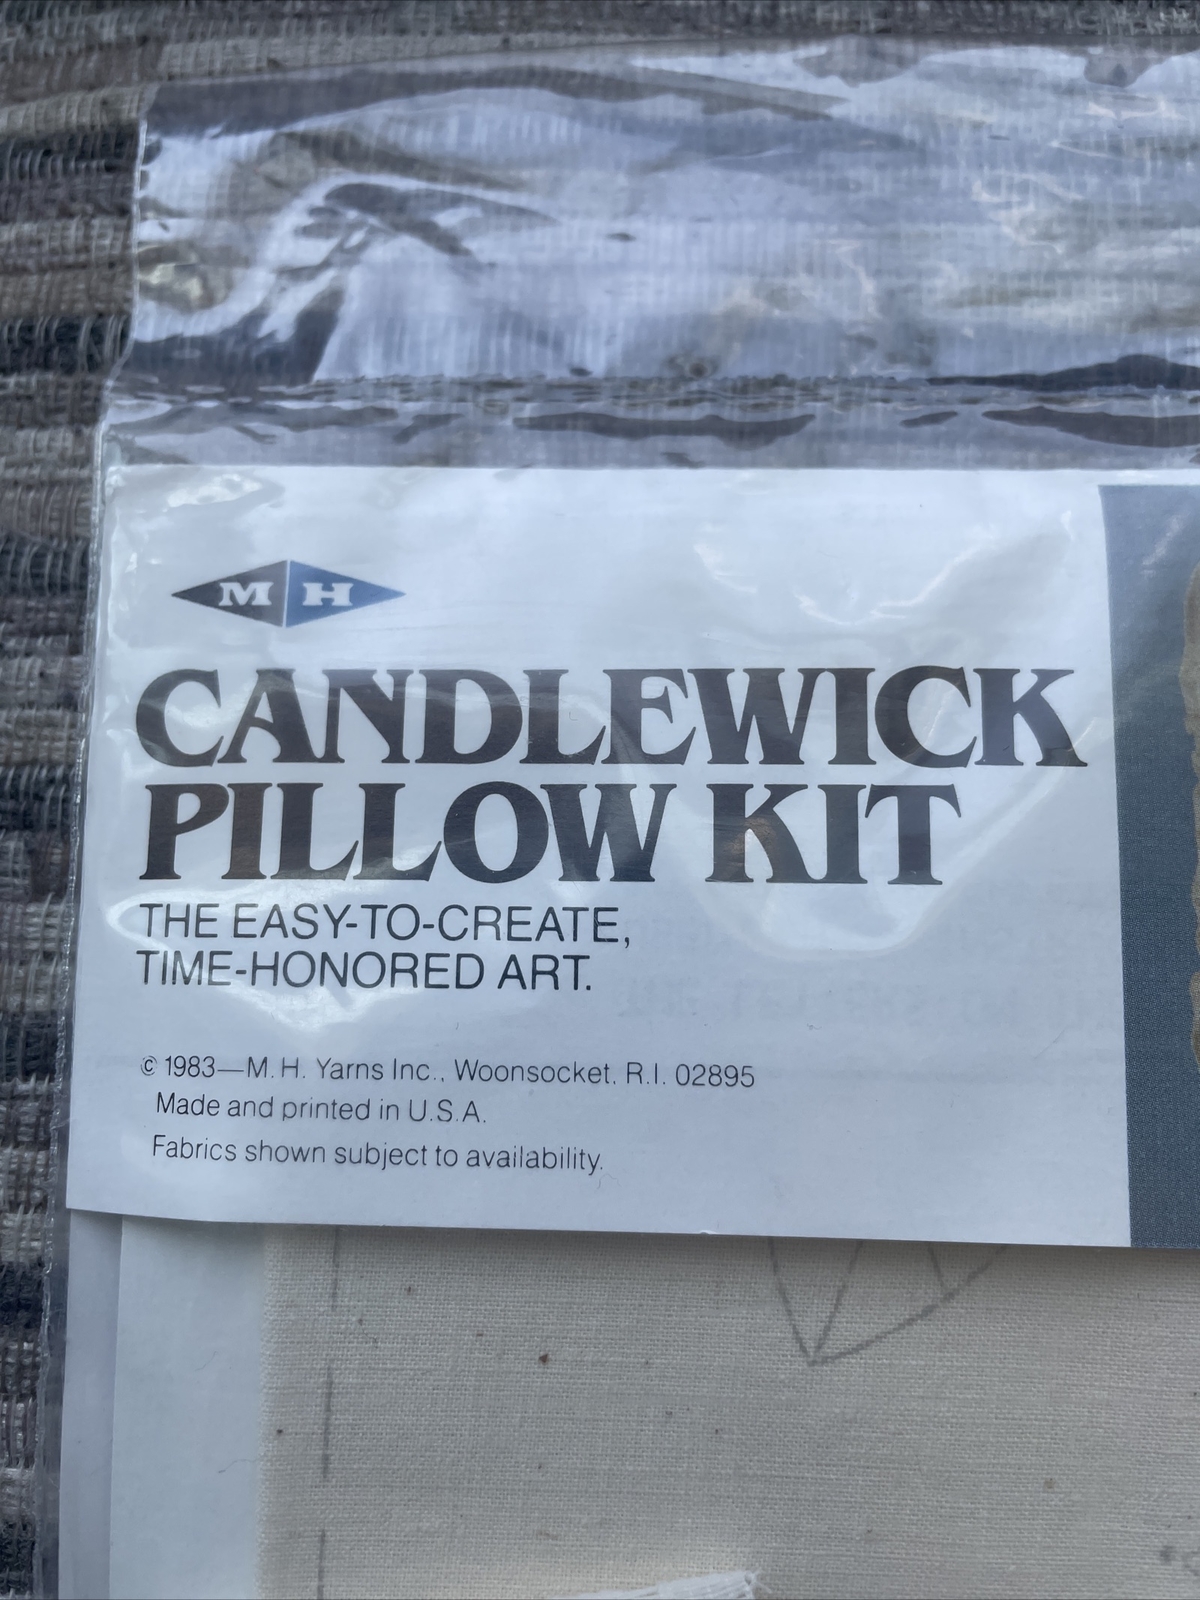 M H
CANDLEWICK
PILLOW KIT
THE EASY-TO-CREATE,
TIME-HONORED ART.
© 1983—M.H. Yarns Inc., Woonsocket, R.I. 02895
Made and printed in U.S.A.
Fabrics shown subject to availability.